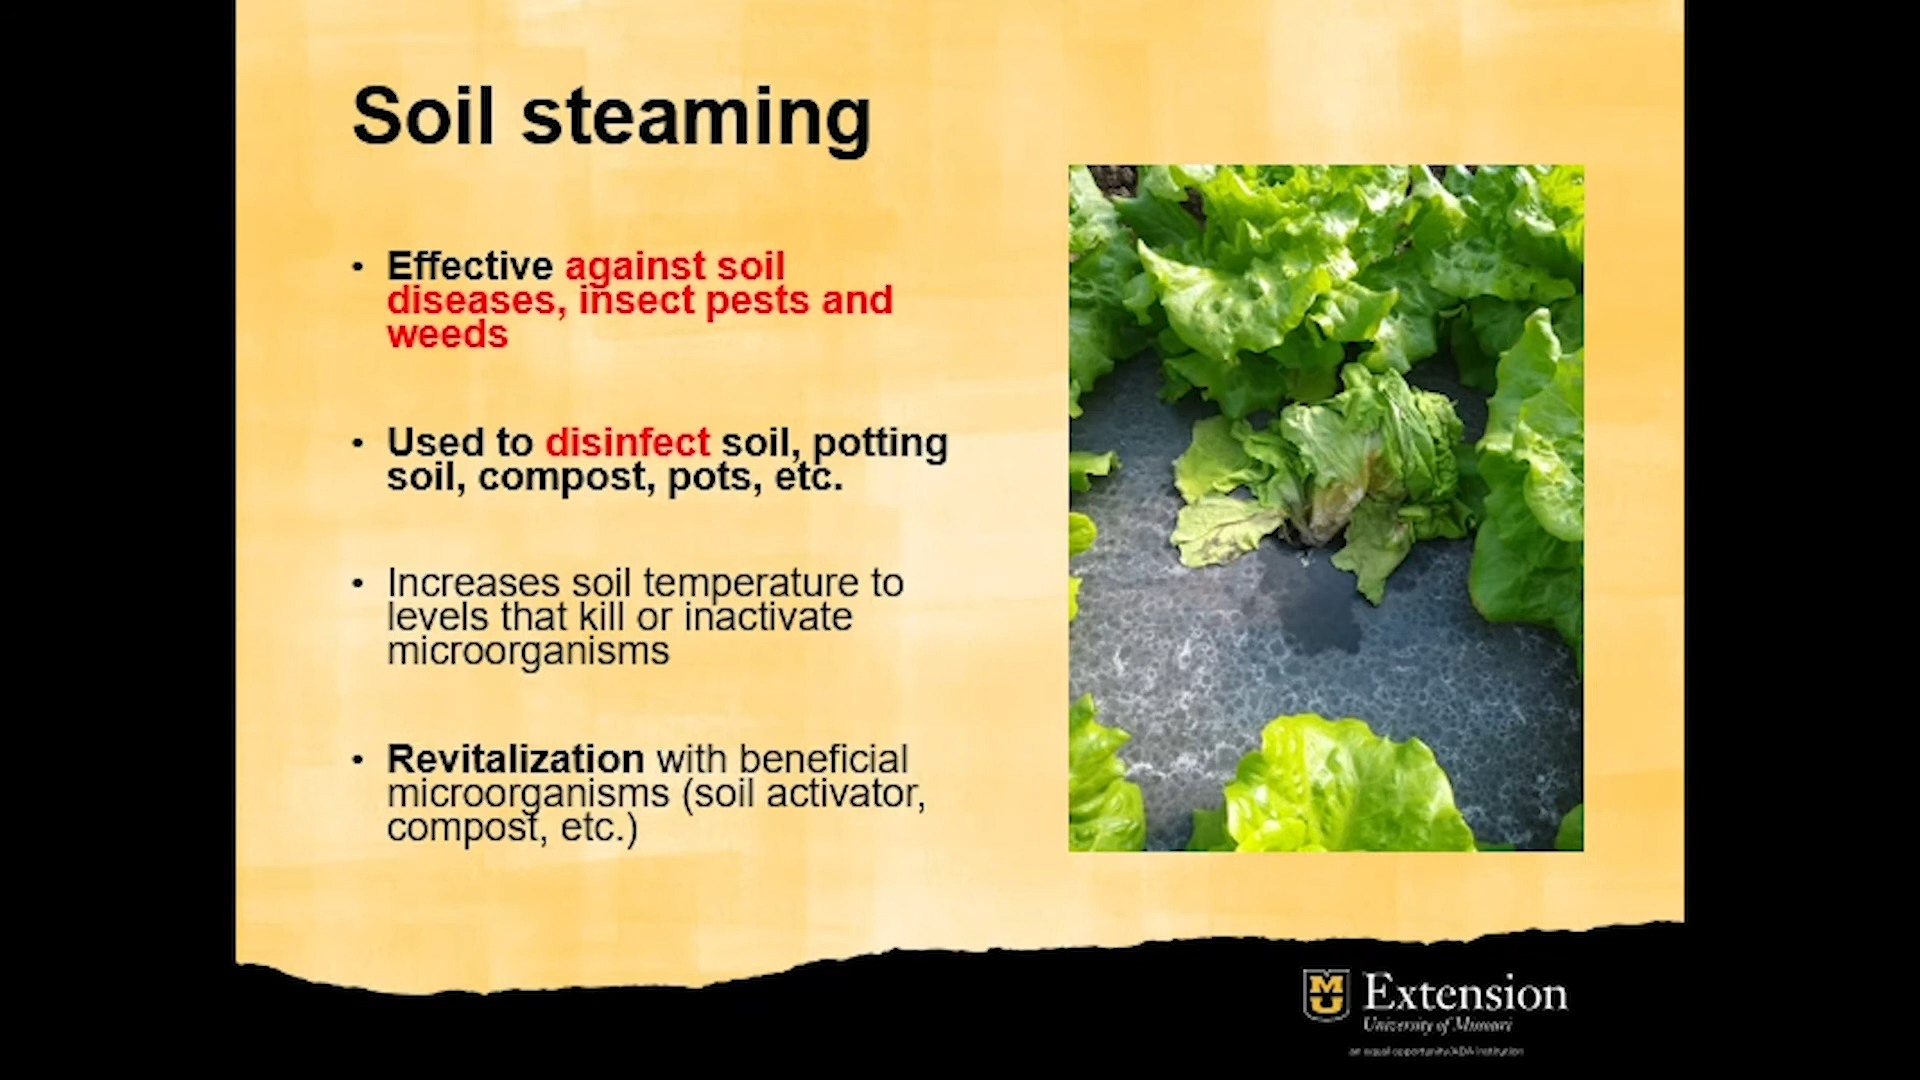 Soil steaming
• Effective against soil
diseases, insect pests and
weeds
• Used to disinfect soil, potting
soil, compost, pots, etc.
• Increases soil temperature to
levels that kill or inactivate
microorganisms
• Revitalization with beneficial
microorganisms (soil activator,
compost, etc.)
MU
Extension
University of Missouri
an equal opportunity/ADA institution